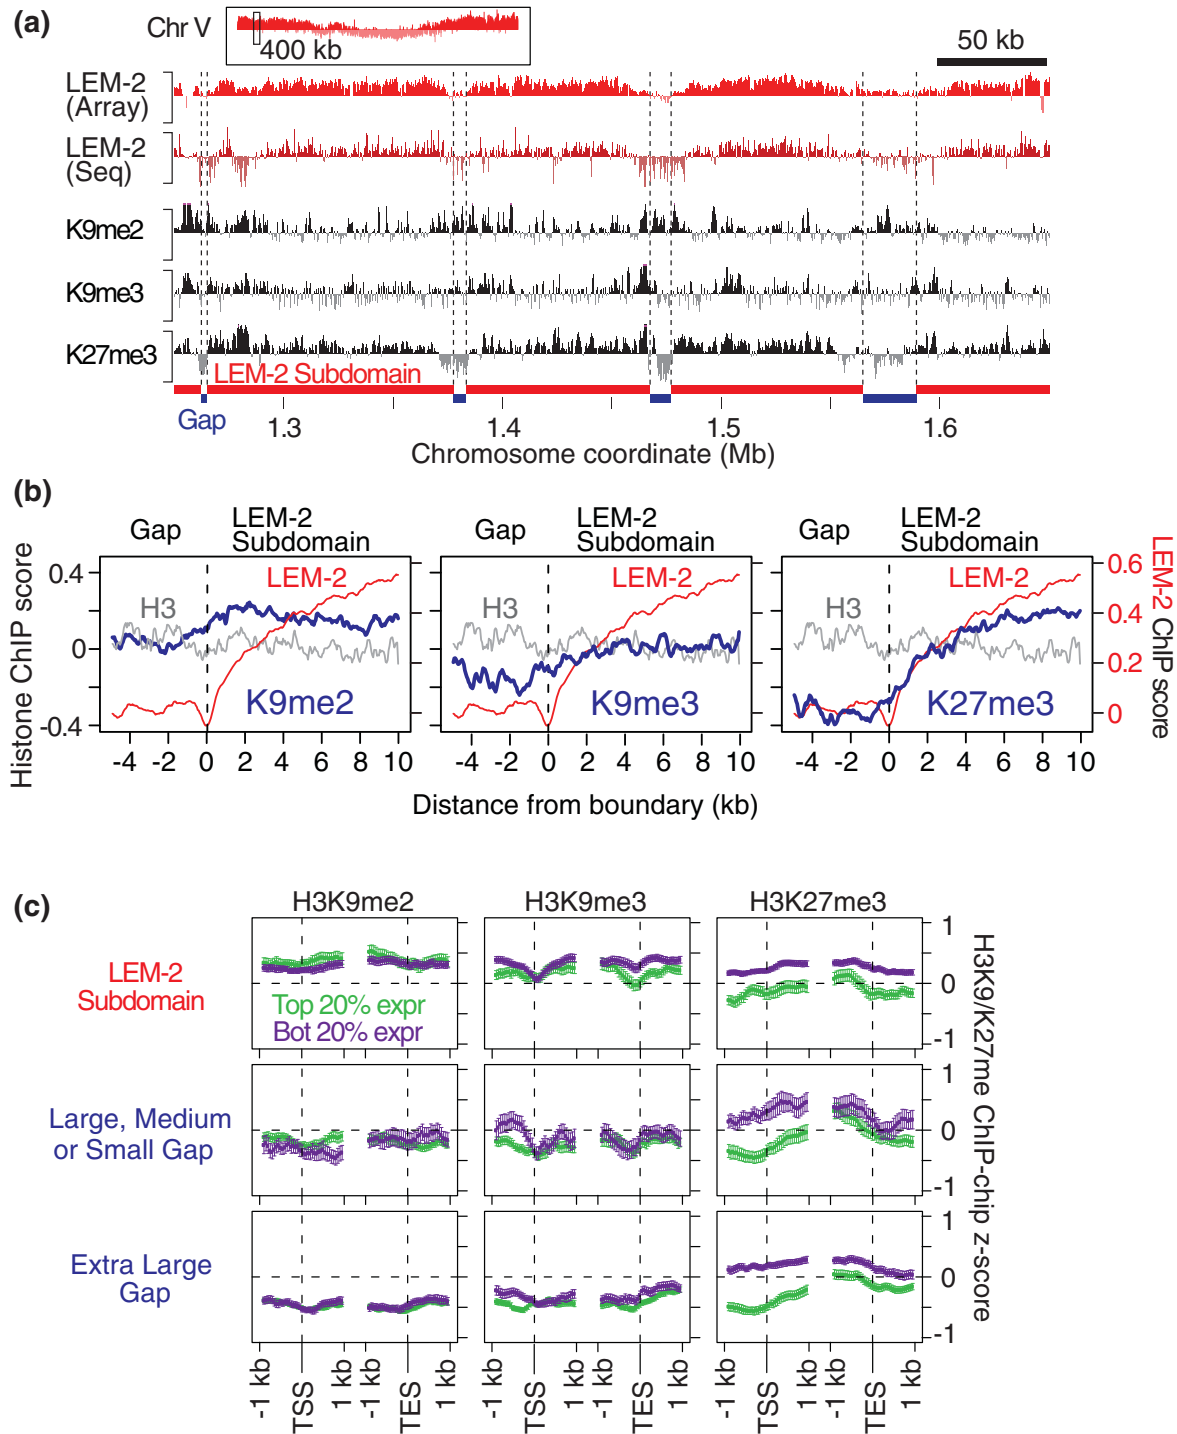 (a)
Chr V
400 kb
50 kb
LEM-2
(Array)
LEM-2
(Seq)
K9me2
K9me3
K27me3
LEM-2 Subdomain
Gap
1.3 1.4 1.5 1.6
Chromosome coordinate (Mb)
(b)
Gap LEM-2 Subdomain Gap LEM-2 Subdomain Gap LEM-2 Subdomain
Histone ChIP score
0.4
0
-0.4
LEM-2
H3
K9me2
LEM-2
H3
K9me3
LEM-2
H3
K27me3
0.6
0.4
0.2
0
LEM-2 ChIP score
-4 -2 0 2 4 6 8 10 -4 -2 0 2 4 6 8 10 -4 -2 0 2 4 6 8 10
Distance from boundary (kb)
(c)
H3K9me2 H3K9me3 H3K27me3
LEM-2
Subdomain
Top 20% expr
Bot 20% expr
1
0
-1
Large, Medium
or Small Gap
1
0
-1
Extra Large
Gap
1
0
-1
H3K9/K27me ChIP-chip z-score
-1 kb TSS 1 kb -1 kb TES 1 kb -1 kb TSS 1 kb -1 kb TES 1 kb -1 kb TSS 1 kb -1 kb TES 1 kb